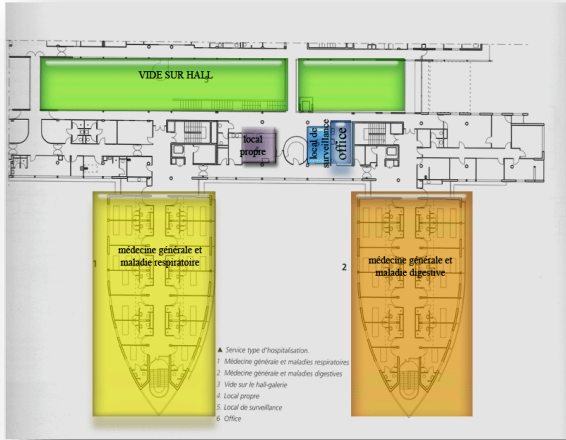 VIDE SUR HALL
local
propre
local de
surveillance
office
médecine générale et
maladie respiratoire
médecine générale et
maladie digestive
1
2
▲ Service type d'hospitalisation.
1 Médecine générale et maladies respiratoires
2 Médecine générale et maladies digestives
3 Vide sur le hall-galerie
4. Local propre
5. Local de surveillance
6 Office